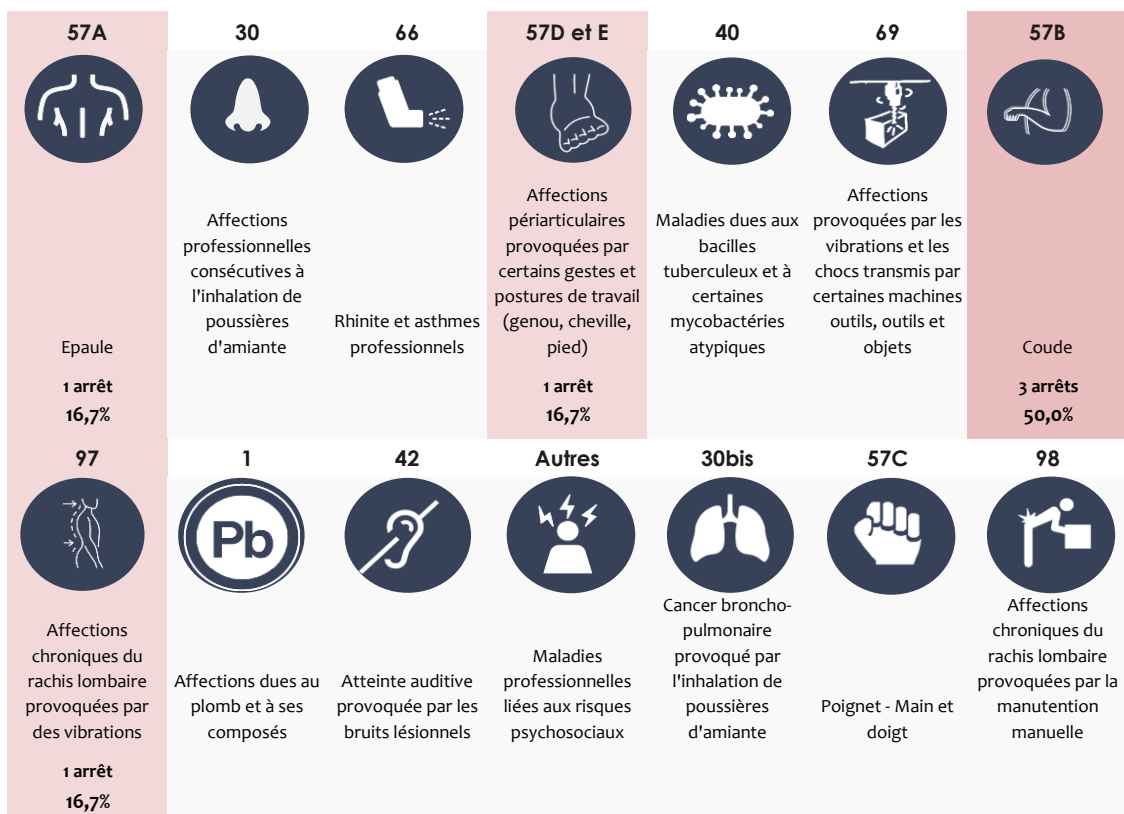 57A
30
66
57D et E
40
69
57B
Epaule
1 arrêt
16,7%
Affections
professionnelles
consécutives à
l'inhalation de
poussières
d'amiante
Rhinite et asthmes
professionnels
Affections
périarticulaires
provoquées par
certains gestes et
postures de travail
(genou, cheville,
pied)
1 arrêt
16,7%
Maladies dues aux
bacilles
tuberculeux et à
certaines
mycobactéries
atypiques
Affections
provoquées par les
vibrations et les
chocs transmis par
certaines machines
outils, outils et
objets
Coude
3 arrêts
50,0%
97
1
42
Autres
30bis
57C
98
Pb
Affections
chroniques du
rachis lombaire
provoquées par
des vibrations
1 arrêt
16,7%
Affections dues au
plomb et à ses
composés
Atteinte auditive
provoquée par les
bruits lésionnels
Maladies
professionnelles
liées aux risques
psychosociaux
Cancer broncho-
pulmonaire
provoqué par
l'inhalation de
poussières
d'amiante
Poignet - Main et
doigt
Affections
chroniques du
rachis lombaire
provoquées par la
manutention
manuelle